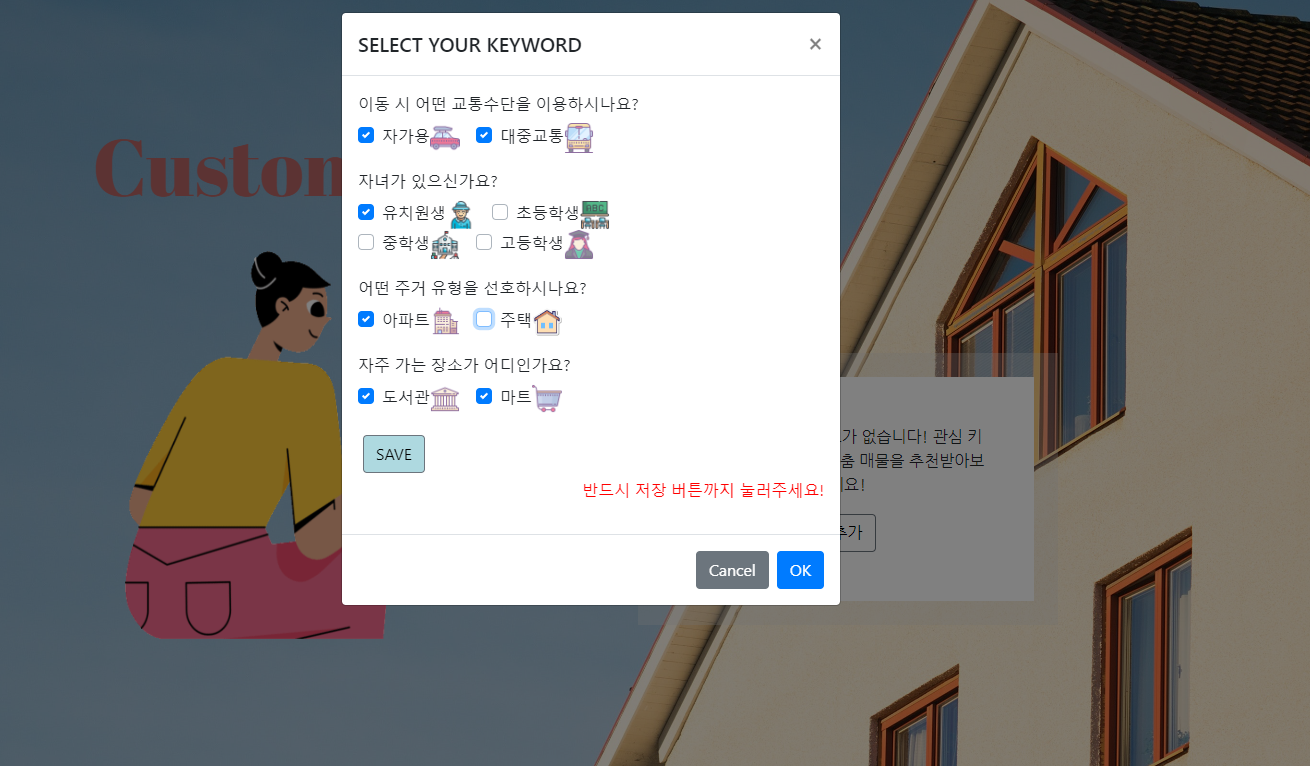 SELECT YOUR KEYWORD ×
이동 시 어떤 교통수단을 이용하시나요?
자가용 대중교통
자녀가 있으신가요?
유치원생 초등학생
ABC
중학생 고등학생
어떤 주거 유형을 선호하시나요?
아파트 주택
자주 가는 장소가 어디인가요?
도서관 마트
SAVE
반드시 저장 버튼까지 눌러주세요!
Cancel OK
Custom
가 없습니다! 관심 키
춤 매물을 추천받아보
요!
추가